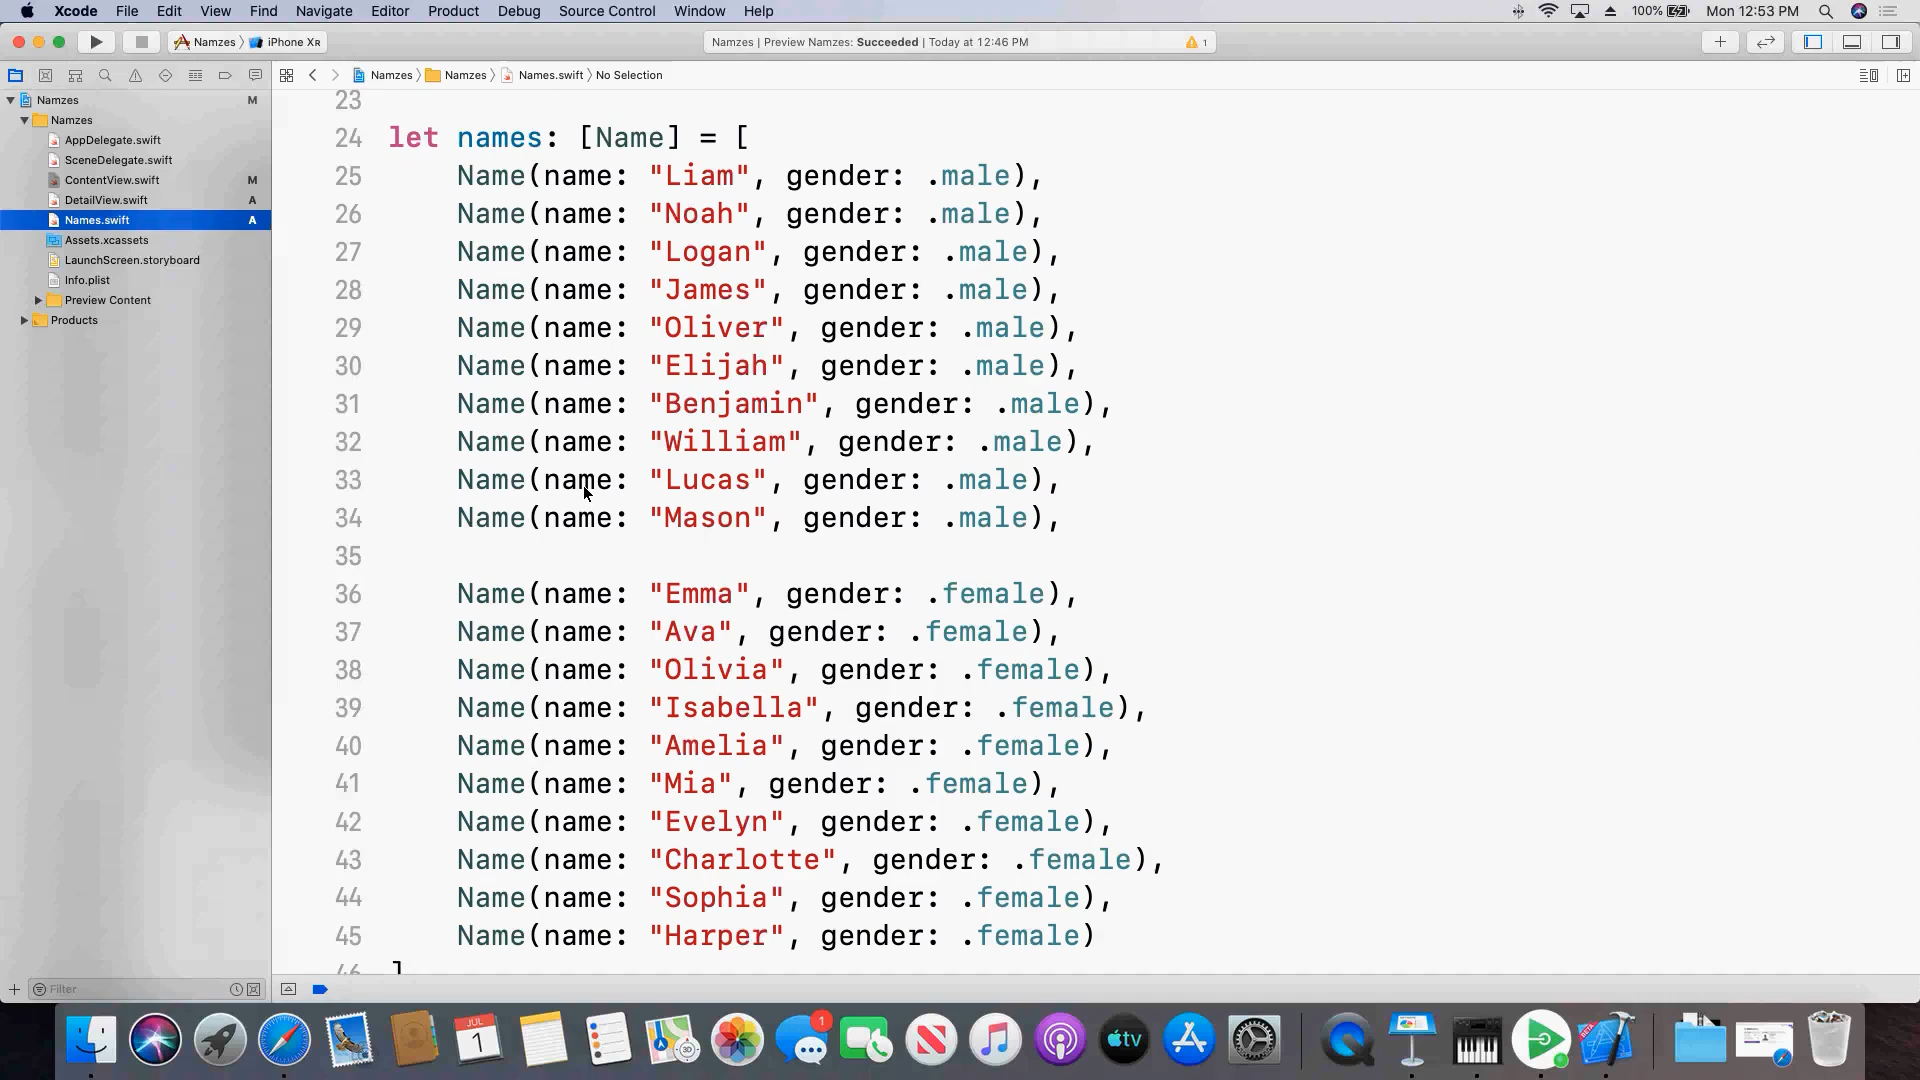 Xcode File Edit View Find Navigate Editor Product Debug Source Control Window Help 100% Mon 12:53 PM
Namzes iPhone XR Namzes | Preview Namzes: Succeeded | Today at 12:46 PM 1
Namzes Namzes Names.swift No Selection
Namzes M
Namzes
AppDelegate.swift
SceneDelegate.swift
ContentView.swift M
DetailView.swift A
Names.swift A
Assets.xcassets
LaunchScreen.storyboard
Info.plist
Preview Content
Products
Filter
23
24 let names: [Name] = [
25 Name(name: "Liam", gender: .male),
26 Name(name: "Noah", gender: .male),
27 Name(name: "Logan", gender: .male),
28 Name(name: "James", gender: .male),
29 Name(name: "Oliver", gender: .male),
30 Name(name: "Elijah", gender: .male),
31 Name(name: "Benjamin", gender: .male),
32 Name(name: "William", gender: .male),
33 Name(name: "Lucas", gender: .male),
34 Name(name: "Mason", gender: .male),
35
36 Name(name: "Emma", gender: .female),
37 Name(name: "Ava", gender: .female),
38 Name(name: "Olivia", gender: .female),
39 Name(name: "Isabella", gender: .female),
40 Name(name: "Amelia", gender: .female),
41 Name(name: "Mia", gender: .female),
42 Name(name: "Evelyn", gender: .female),
43 Name(name: "Charlotte", gender: .female),
44 Name(name: "Sophia", gender: .female),
45 Name(name: "Harper", gender: .female)
46 ]
JUL
1
3D
1
tv
BETA